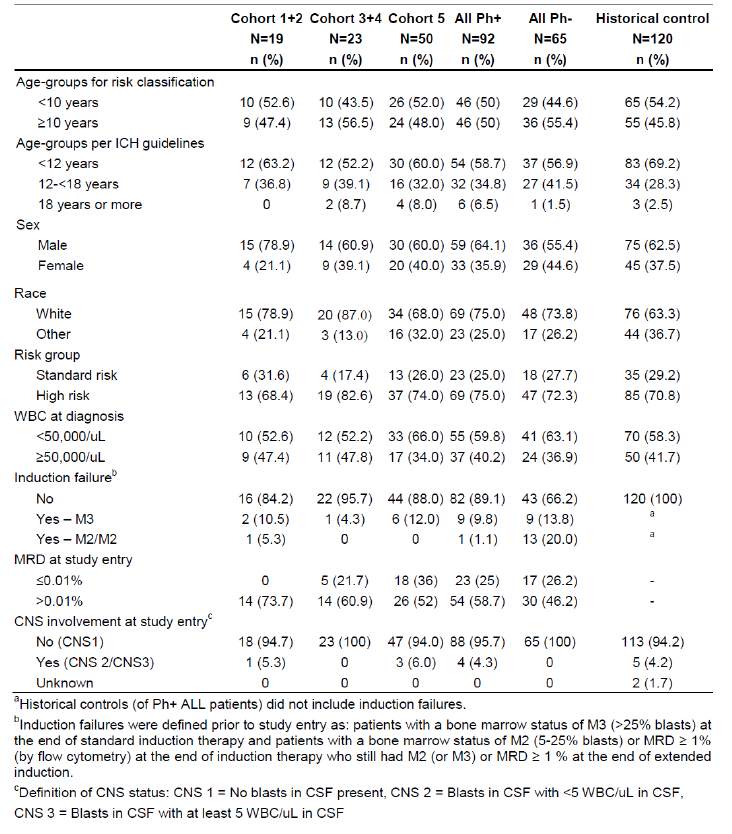 Cohort 1+2 Cohort 3+4 Cohort 5 All Ph+ All Ph- Historical control
N=19 N=23 N=50 N=92 N=65 N=120
n (%) n (%) n (%) n (%) n (%) n (%)
Age-groups for risk classification
<10 years 10 (52.6) 10 (43.5) 26 (52.0) 46 (50) 29 (44.6) 65 (54.2)
≥10 years 9 (47.4) 13 (56.5) 24 (48.0) 46 (50) 36 (55.4) 55 (45.8)
Age-groups per ICH guidelines
<12 years 12 (63.2) 12 (52.2) 30 (60.0) 54 (58.7) 37 (56.9) 83 (69.2)
12-<18 years 7 (36.8) 9 (39.1) 16 (32.0) 32 (34.8) 27 (41.5) 34 (28.3)
18 years or more 0 2 (8.7) 4 (8.0) 6 (6.5) 1 (1.5) 3 (2.5)
Sex
Male 15 (78.9) 14 (60.9) 30 (60.0) 59 (64.1) 36 (55.4) 75 (62.5)
Female 4 (21.1) 9 (39.1) 20 (40.0) 33 (35.9) 29 (44.6) 45 (37.5)
Race
White 15 (78.9) 20 (87.0) 34 (68.0) 69 (75.0) 48 (73.8) 76 (63.3)
Other 4 (21.1) 3 (13.0) 16 (32.0) 23 (25.0) 17 (26.2) 44 (36.7)
Risk group
Standard risk 6 (31.6) 4 (17.4) 13 (26.0) 23 (25.0) 18 (27.7) 35 (29.2)
High risk 13 (68.4) 19 (82.6) 37 (74.0) 69 (75.0) 47 (72.3) 85 (70.8)
WBC at diagnosis
<50,000/uL 10 (52.6) 12 (52.2) 33 (66.0) 55 (59.8) 41 (63.1) 70 (58.3)
≥50,000/uL 9 (47.4) 11 (47.8) 17 (34.0) 37 (40.2) 24 (36.9) 50 (41.7)
Induction failureb
No 16 (84.2) 22 (95.7) 44 (88.0) 82 (89.1) 43 (66.2) 120 (100)
Yes – M3 2 (10.5) 1 (4.3) 6 (12.0) 9 (9.8) 9 (13.8) a
Yes – M2/M2 1 (5.3) 0 0 1 (1.1) 13 (20.0) a
MRD at study entry
≤0.01% 0 5 (21.7) 18 (36) 23 (25) 17 (26.2) -
>0.01% 14 (73.7) 14 (60.9) 26 (52) 54 (58.7) 30 (46.2) -
CNS involvement at study entryc
No (CNS1) 18 (94.7) 23 (100) 47 (94.0) 88 (95.7) 65 (100) 113 (94.2)
Yes (CNS 2/CNS3) 1 (5.3) 0 3 (6.0) 4 (4.3) 0 5 (4.2)
Unknown 0 0 0 0 0 2 (1.7)
aHistorical controls (of Ph+ ALL patients) did not include induction failures.
bInduction failures were defined prior to study entry as: patients with a bone marrow status of M3 (>25% blasts) at
the end of standard induction therapy and patients with a bone marrow status of M2 (5-25% blasts) or MRD ≥ 1%
(by flow cytometry) at the end of induction therapy who still had M2 (or M3) or MRD ≥ 1 % at the end of extended
induction.
cDefinition of CNS status: CNS 1 = No blasts in CSF present, CNS 2 = Blasts in CSF with <5 WBC/uL in CSF,
CNS 3 = Blasts in CSF with at least 5 WBC/uL in CSF